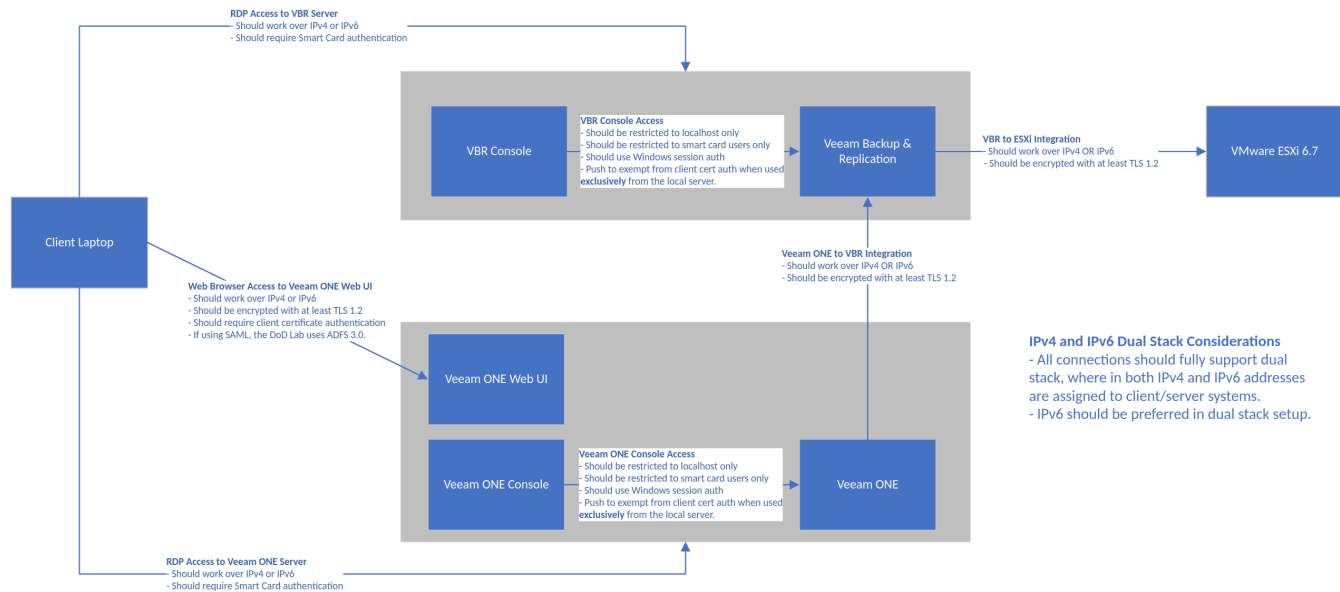 RDP Access to VBR Server
- Should work over IPv4 or IPv6
- Should require Smart Card authentication
VBR Console
VBR Console Access
- Should be restricted to localhost only
- Should be restricted to smart card users only
- Should use Windows session auth
- Push to exempt from client cert auth when used
exclusively from the local server.
Veeam Backup &
Replication
VBR to ESXi Integration
- Should work over IPv4 OR IPv6
- Should be encrypted with at least TLS 1.2
VMware ESXi 6.7
Client Laptop
Web Browser Access to Veeam ONE Web UI
- Should work over IPv4 or IPv6
- Should be encrypted with at least TLS 1.2
- Should require client certificate authentication
- If using SAML, the DoD Lab uses ADFS 3.0.
Veeam ONE to VBR Integration
- Should work over IPv4 OR IPv6
- Should be encrypted with at least TLS 1.2
IPv4 and IPv6 Dual Stack Considerations
- All connections should fully support dual
stack, where in both IPv4 and IPv6 addresses
are assigned to client/server systems.
- IPv6 should be preferred in dual stack setup.
Veeam ONE Web UI
Veeam ONE Console
Veeam ONE Console Access
- Should be restricted to localhost only
- Should be restricted to smart card users only
- Should use Windows session auth
- Push to exempt from client cert auth when used
exclusively from the local server.
Veeam ONE
RDP Access to Veeam ONE Server
- Should work over IPv4 or IPv6
- Should require Smart Card authentication